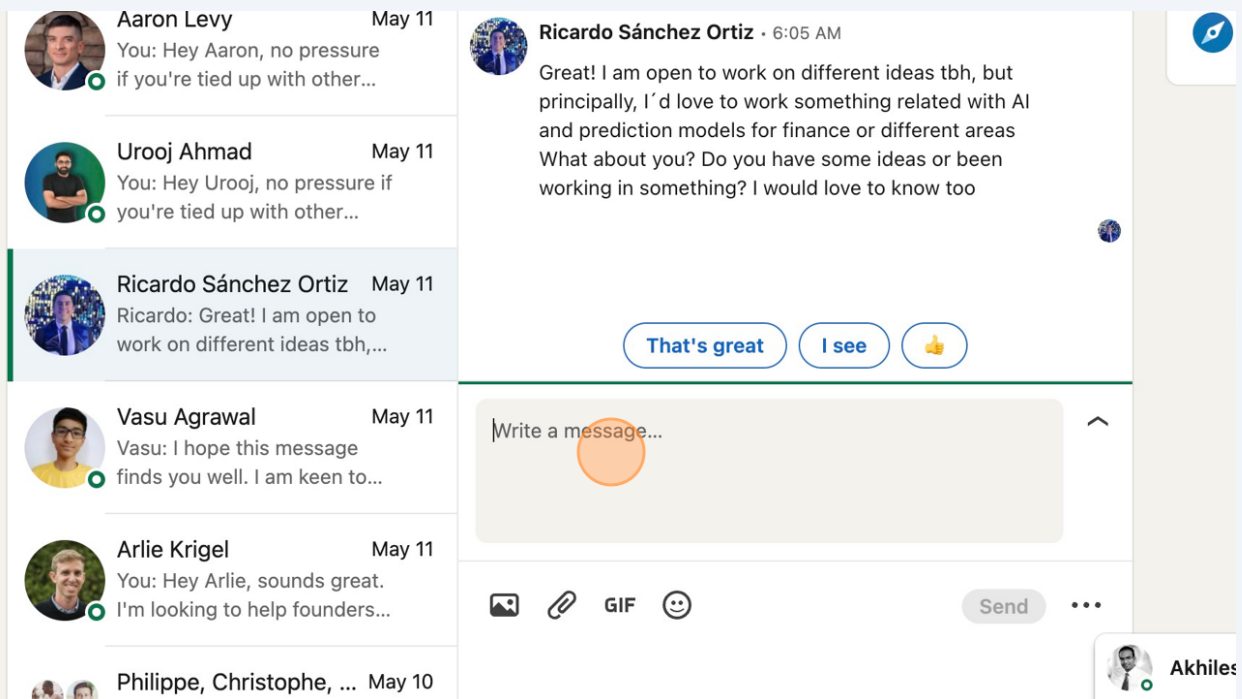 Aaron Levy May 11
You: Hey Aaron, no pressure
if you're tied up with other...
Urooj Ahmad May 11
You: Hey Urooj, no pressure if
you're tied up with other...
Ricardo Sánchez Ortiz May 11
Ricardo: Great! I am open to
work on different ideas tbh,...
Vasu Agrawal May 11
Vasu: I hope this message
finds you well. I am keen to...
Arlie Krigel May 11
You: Hey Arlie, sounds great.
I'm looking to help founders...
Philippe, Christophe, ... May 10
Ricardo Sánchez Ortiz • 6:05 AM
Great! I am open to work on different ideas tbh, but
principally, I´d love to work something related with AI
and prediction models for finance or different areas
What about you? Do you have some ideas or been
working in something? I would love to know too
That's great I see 👍
Write a message...
GIF Send
Akhiles